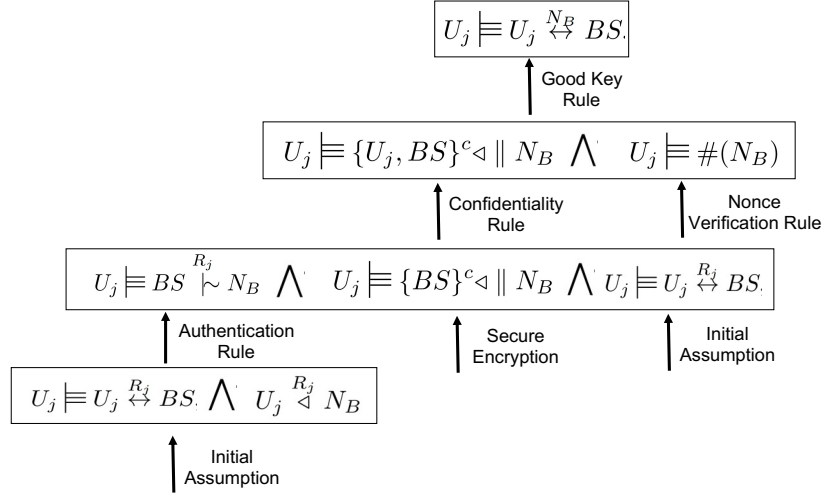 U_j |≡ U_j ↔^{N_B} BS.
Good Key
Rule
U_j |≡ {U_j, BS}^c ◁ ∥ N_B ⋀ U_j |≡ #(N_B)
Confidentiality
Rule
Nonce
Verification Rule
U_j |≡ BS |~^{R_j} N_B ⋀ U_j |≡ {BS}^c ◁ ∥ N_B ⋀ U_j |≡ U_j ↔^{R_j} BS.
Authentication
Rule
Secure
Encryption
Initial
Assumption
U_j |≡ U_j ↔^{R_j} BS. ⋀ U_j ◁^{R_j} N_B
Initial
Assumption